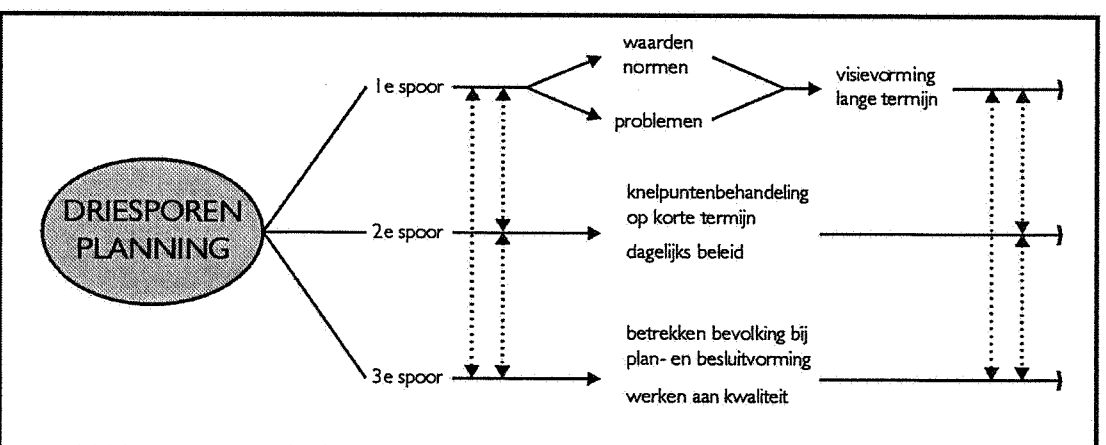 DRIESPOREN
PLANNING
1e spoor
waarden
normen
problemen
visievorming
lange termijn
2e spoor
knelpuntenbehandeling
op korte termijn
dagelijks beleid
3e spoor
betrekken bevolking bij
plan- en besluitvorming
werken aan kwaliteit